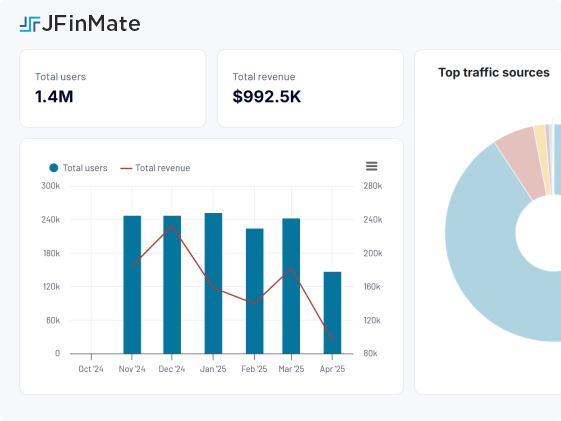 JFinMate
Total users
1.4M
Total revenue
$992.5K
Top traffic sources
Total users
Total revenue
300k
240k
180k
120k
60k
0
280k
240k
200k
160k
120k
80k
Oct '24
Nov '24
Dec '24
Jan '25
Feb '25
Mar '25
Apr '25